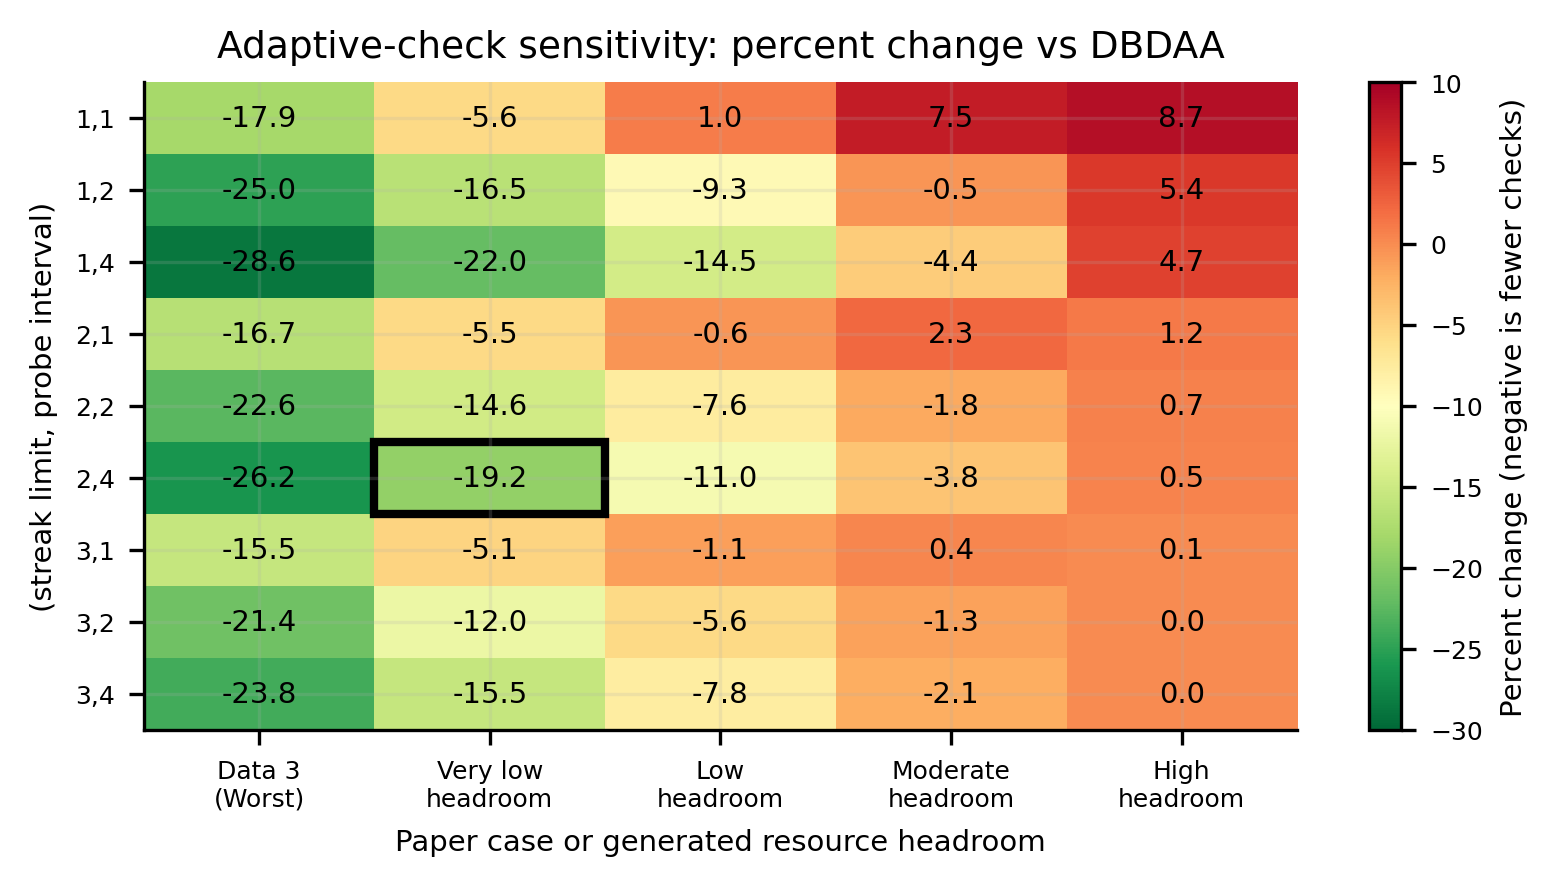 Adaptive-check sensitivity: percent change vs DBDAA
(streak limit, probe interval)
1,1 -17.9 -5.6 1.0 7.5 8.7
1,2 -25.0 -16.5 -9.3 -0.5 5.4
1,4 -28.6 -22.0 -14.5 -4.4 4.7
2,1 -16.7 -5.5 -0.6 2.3 1.2
2,2 -22.6 -14.6 -7.6 -1.8 0.7
2,4 -26.2 -19.2 -11.0 -3.8 0.5
3,1 -15.5 -5.1 -1.1 0.4 0.1
3,2 -21.4 -12.0 -5.6 -1.3 0.0
3,4 -23.8 -15.5 -7.8 -2.1 0.0
Data 3 Very low Low Moderate High
(Worst) headroom headroom headroom headroom
Paper case or generated resource headroom
10
5
0
−5
−10
−15
−20
−25
−30
Percent change (negative is fewer checks)